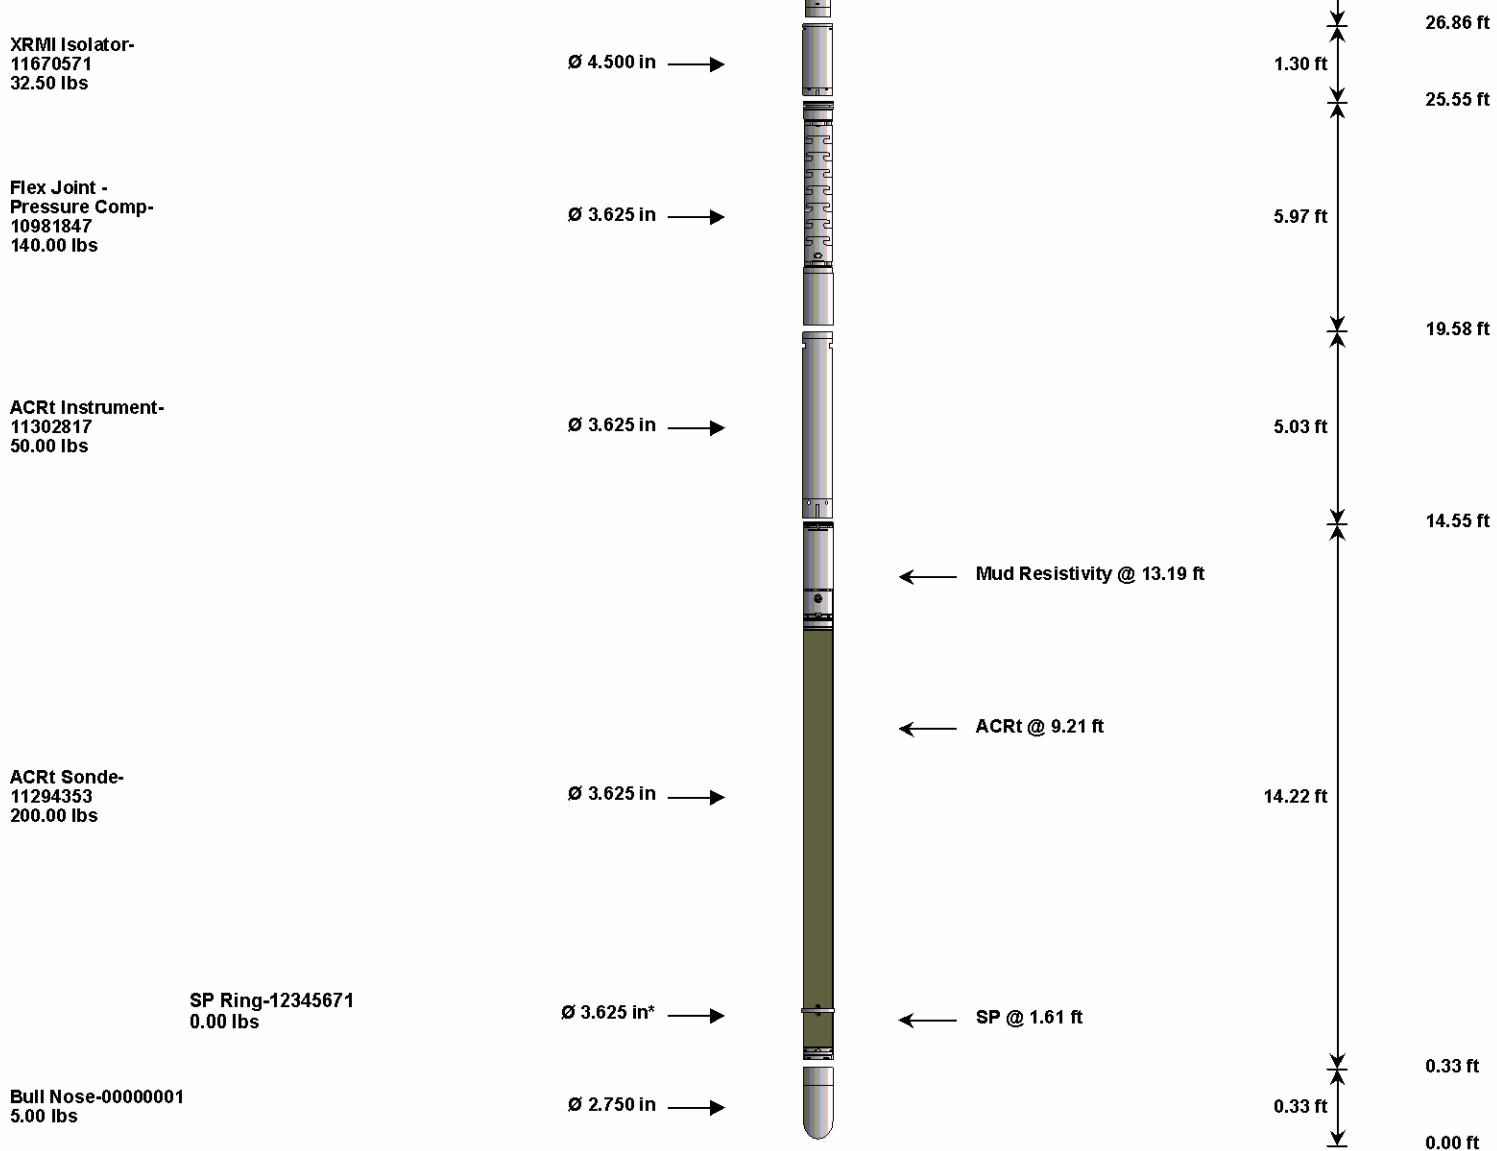 26.86 ft
XRMI Isolator-
11670571
32.50 lbs
Ø 4.500 in
1.30 ft
25.55 ft
Flex Joint -
Pressure Comp-
10981847
140.00 lbs
Ø 3.625 in
5.97 ft
19.58 ft
ACRt Instrument-
11302817
50.00 lbs
Ø 3.625 in
5.03 ft
14.55 ft
Mud Resistivity @ 13.19 ft
ACRt @ 9.21 ft
ACRt Sonde-
11294353
200.00 lbs
Ø 3.625 in
14.22 ft
SP Ring-12345671
0.00 lbs
Ø 3.625 in*
SP @ 1.61 ft
0.33 ft
Bull Nose-00000001
5.00 lbs
Ø 2.750 in
0.33 ft
0.00 ft